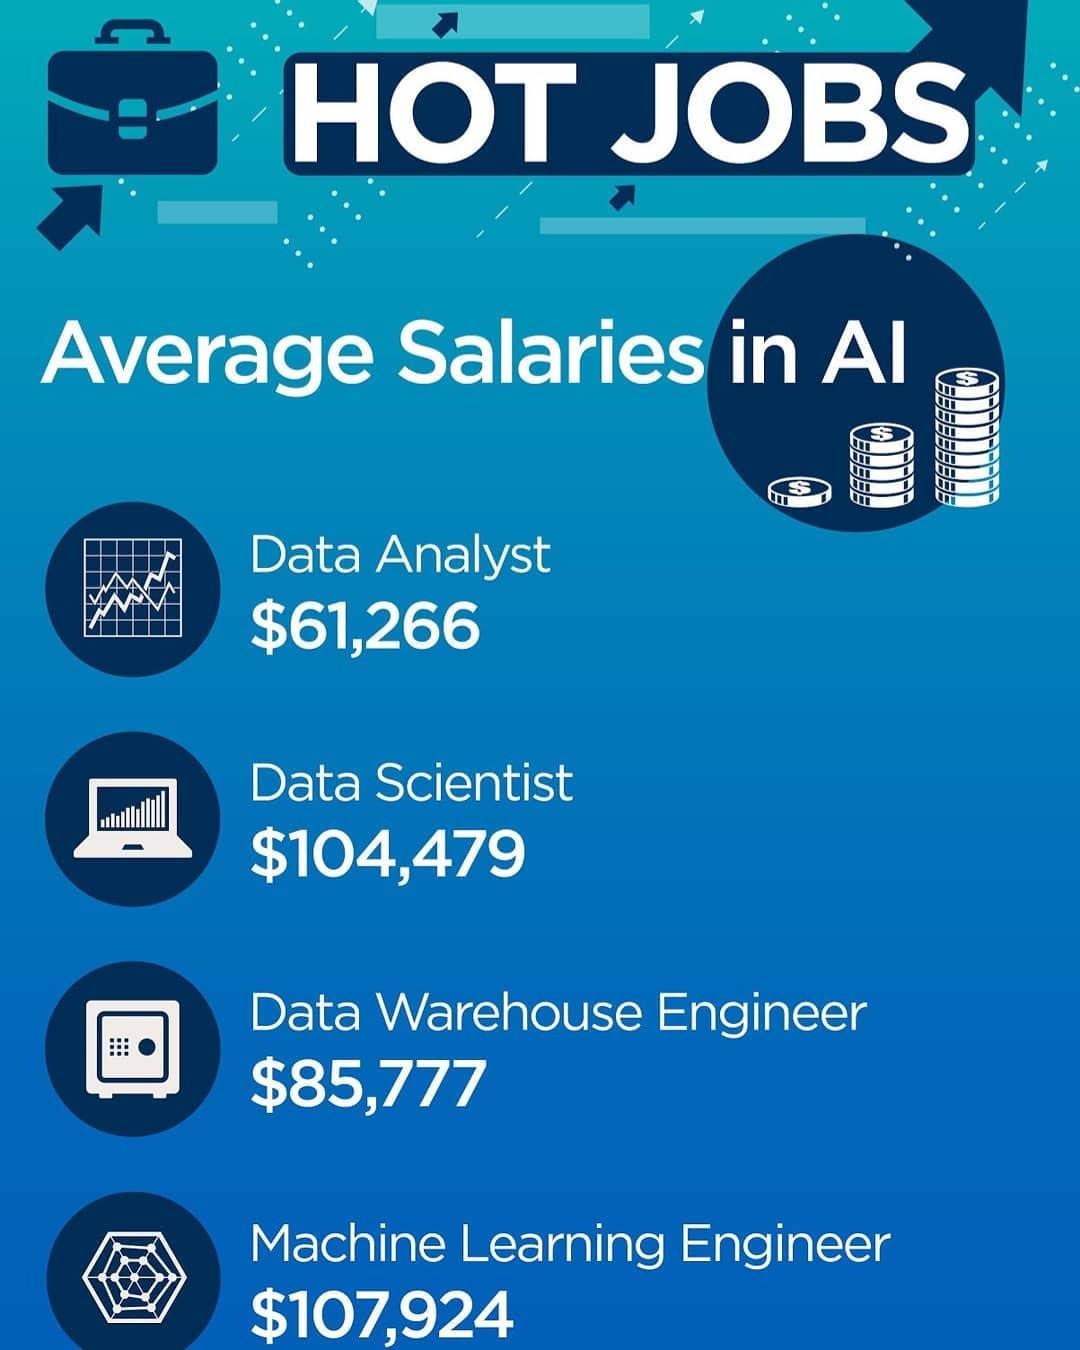 HOT JOBS
Average Salaries in AI
Data Analyst
$61,266
Data Scientist
$104,479
Data Warehouse Engineer
$85,777
Machine Learning Engineer
$107,924